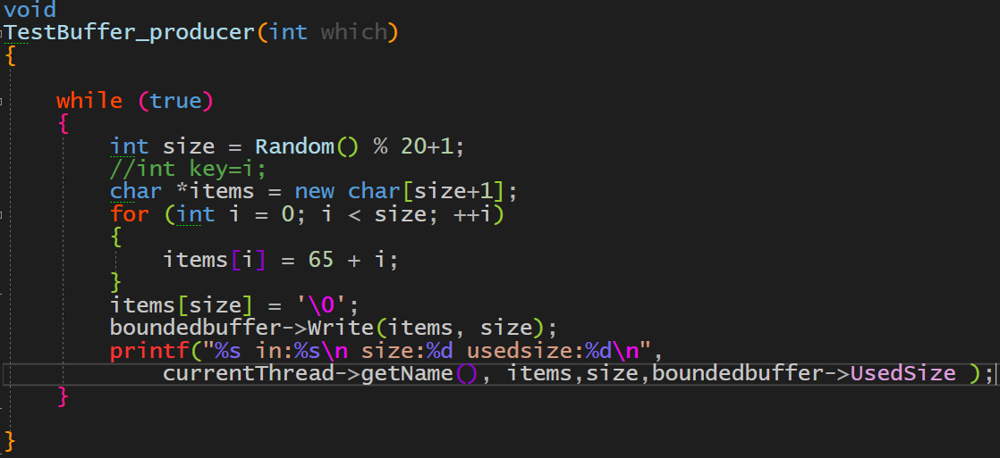 void
TestBuffer_producer(int which)
{
while (true)
{
int size = Random() % 20+1;
//int key=i;
char *items = new char[size+1];
for (int i = 0; i < size; ++i)
{
items[i] = 65 + i;
}
items[size] = '\0';
boundedbuffer->Write(items, size);
printf("%s in:%s\n size:%d usedsize:%d\n",
currentThread->getName(), items,size,boundedbuffer->UsedSize );
}
}